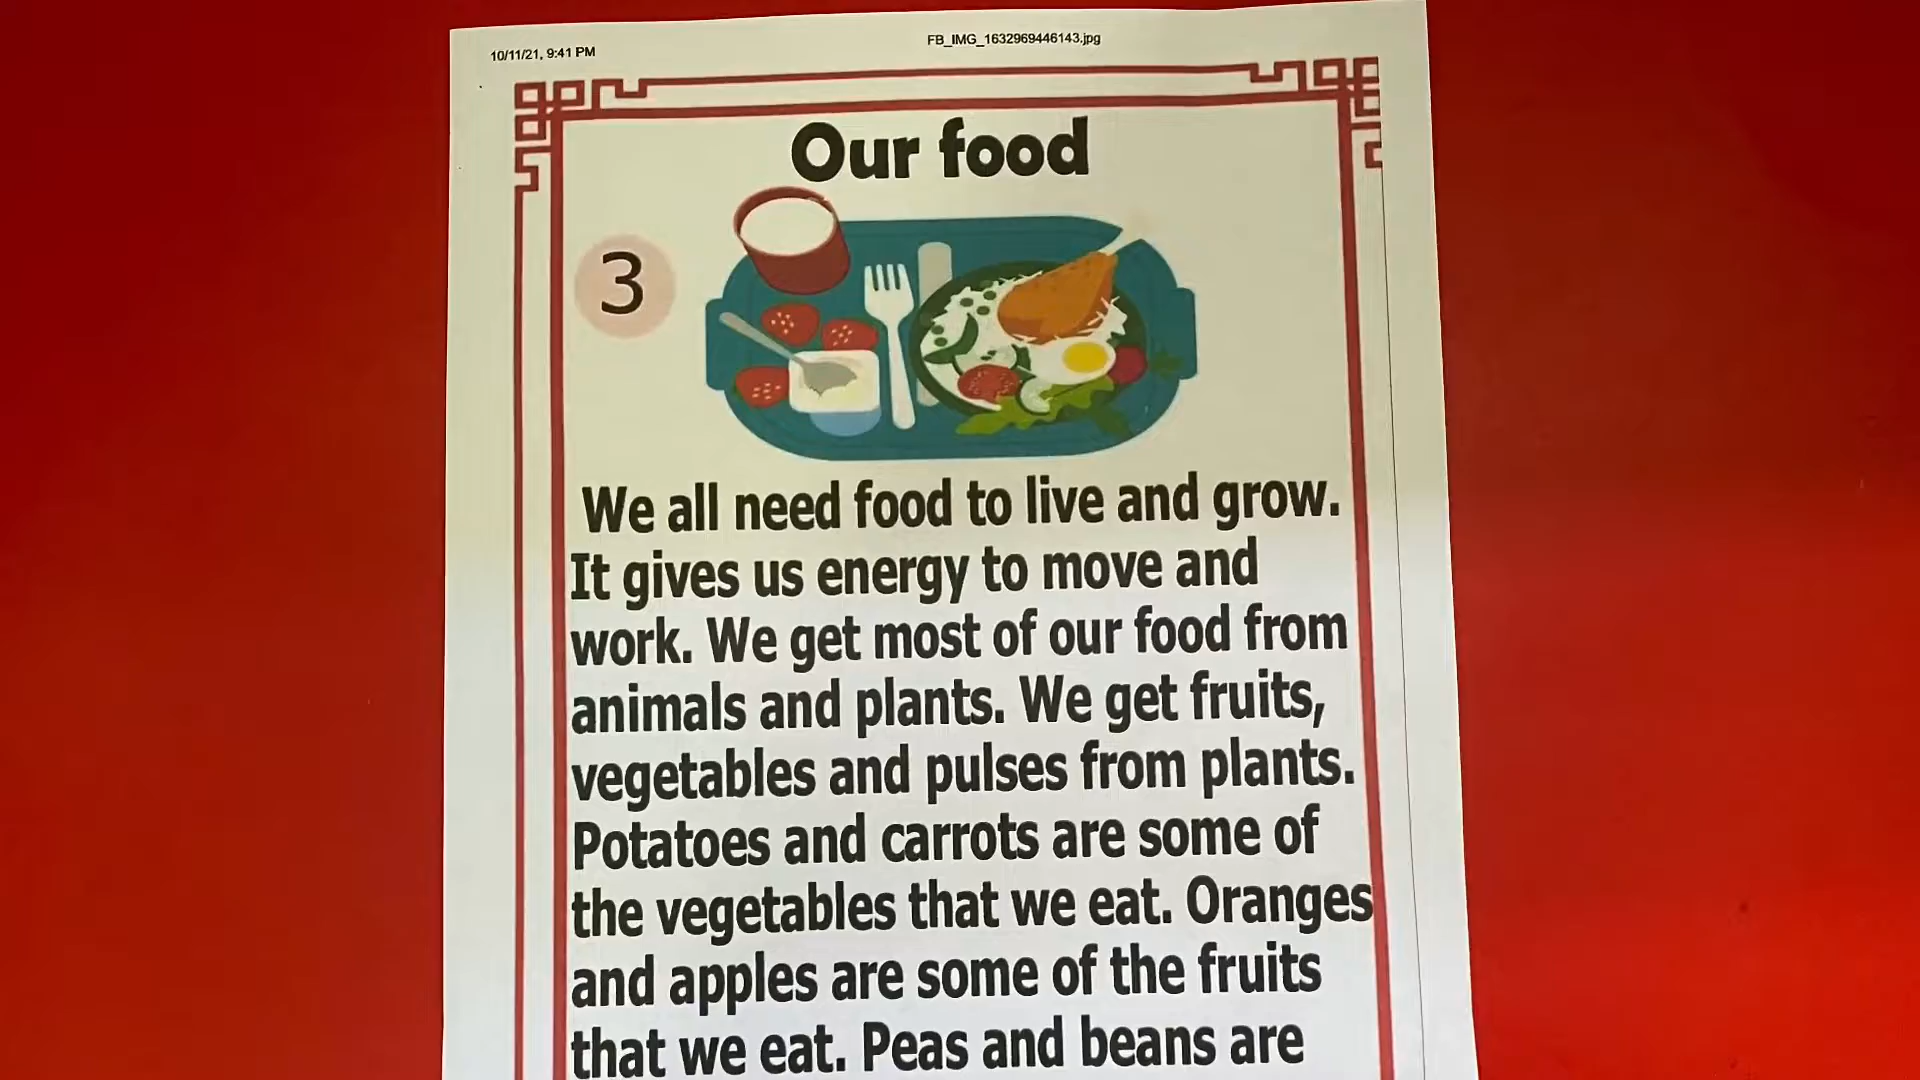 10/11/21, 9:41 PM
FB_IMG_1632969446143.jpg
Our food
3
We all need food to live and grow.
It gives us energy to move and
work. We get most of our food from
animals and plants. We get fruits,
vegetables and pulses from plants.
Potatoes and carrots are some of
the vegetables that we eat. Oranges
and apples are some of the fruits
that we eat. Peas and beans are